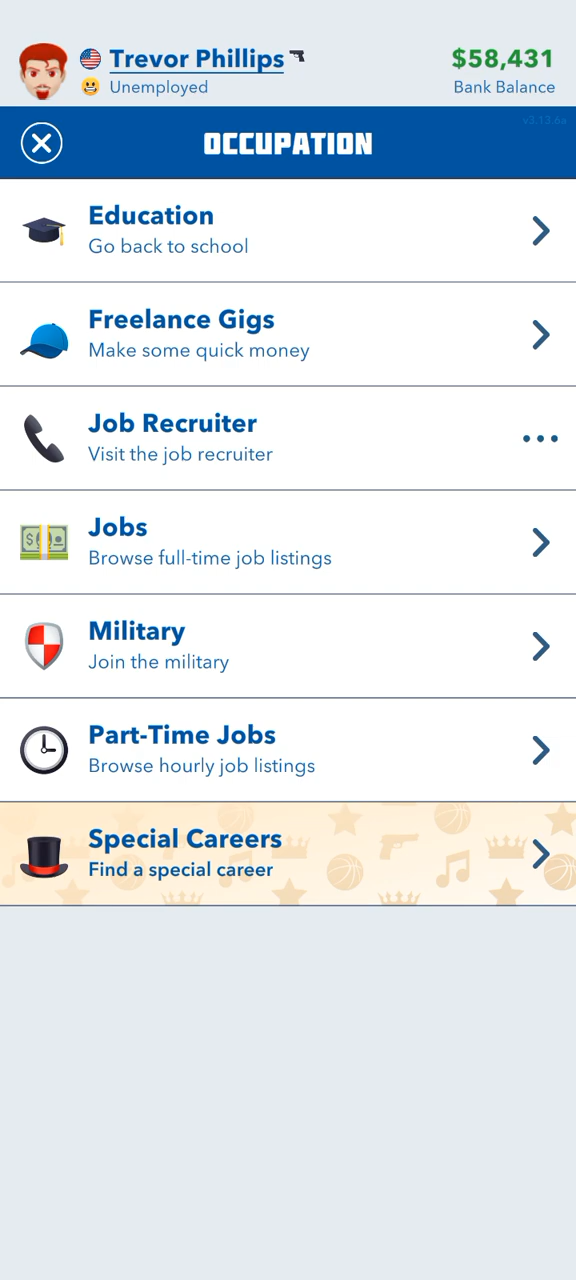 Trevor Phillips
$58,431
Unemployed
Bank Balance
v3.13.6a
OCCUPATION
Education
Go back to school
Freelance Gigs
Make some quick money
Job Recruiter
Visit the job recruiter
Jobs
Browse full-time job listings
Military
Join the military
Part-Time Jobs
Browse hourly job listings
Special Careers
Find a special career